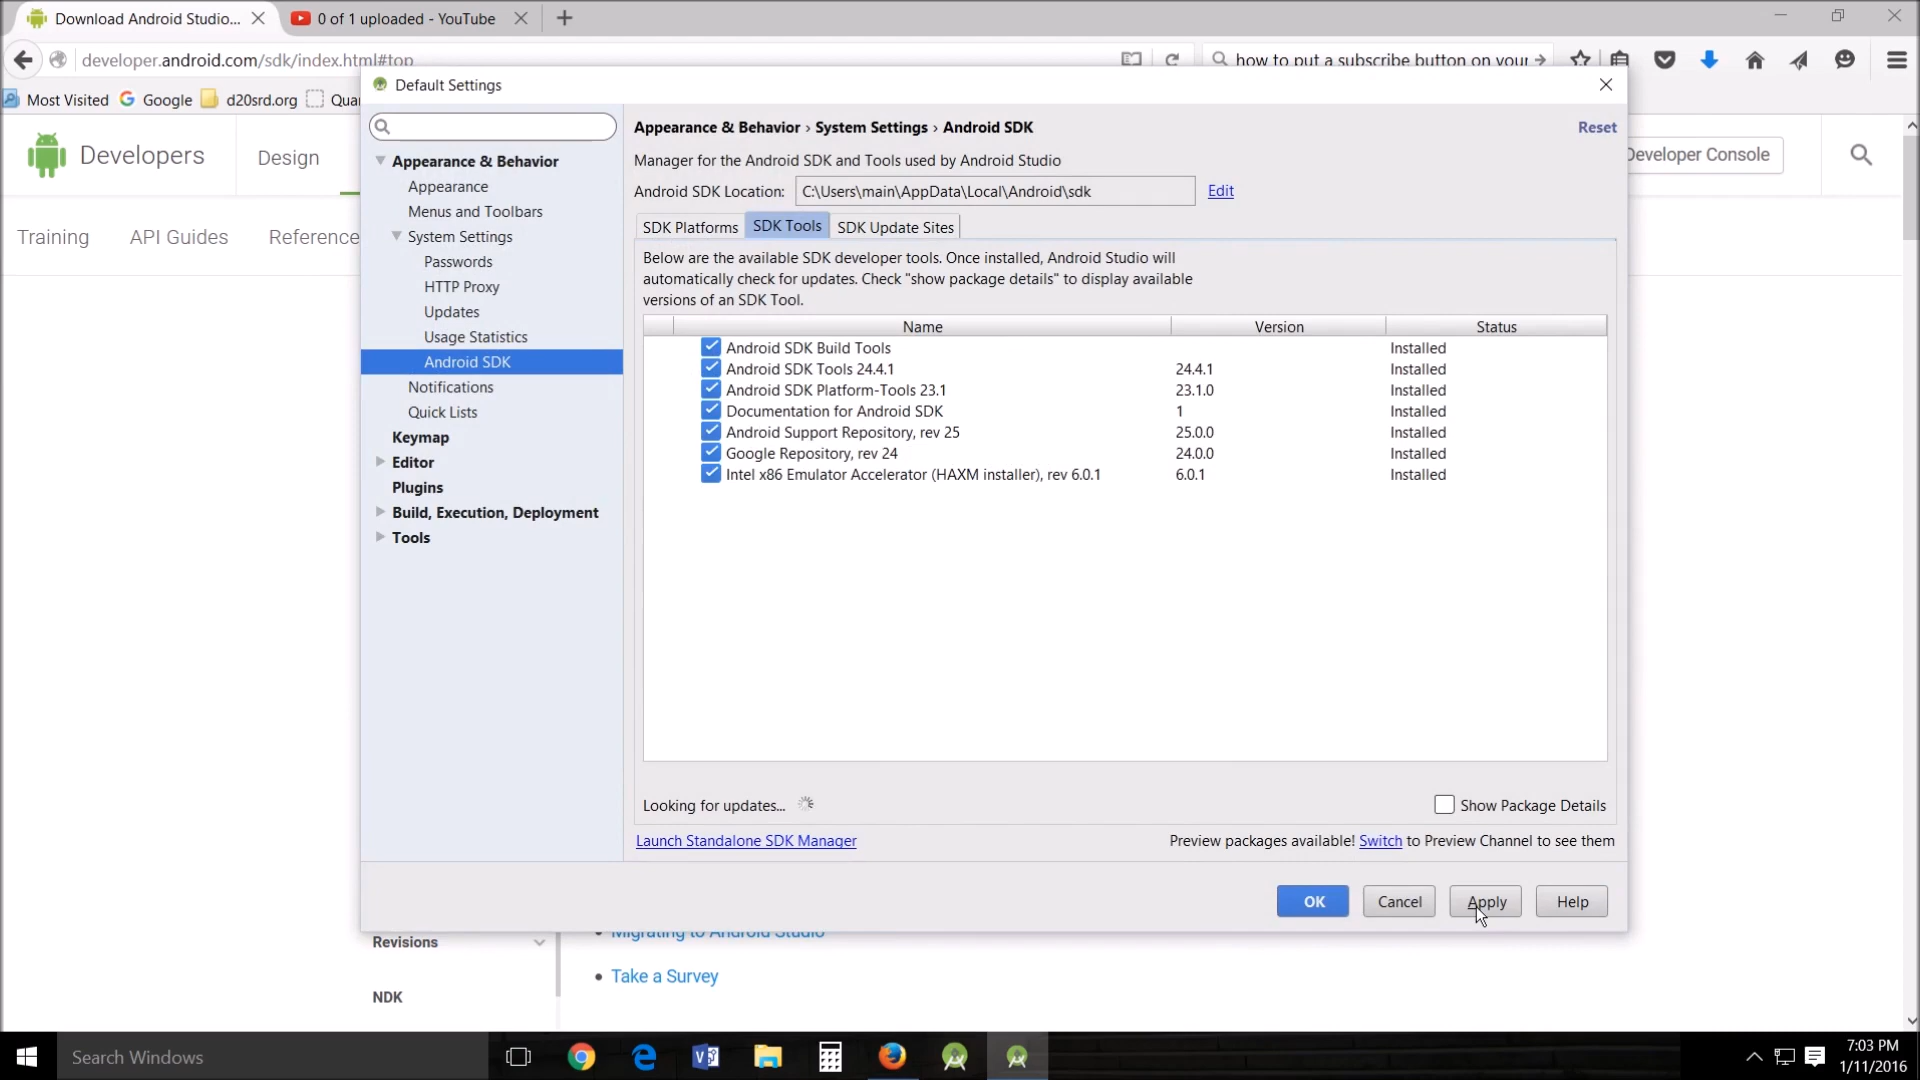 Download Android Studio...
0 of 1 uploaded - YouTube
developer.android.com/sdk/index.html#top
how to put a subscribe button on your
Most Visited
Google
d20srd.org
Quar
Developers
Design
Developer Console
Training
API Guides
Reference
Default Settings
Appearance & Behavior
Appearance
Menus and Toolbars
System Settings
Passwords
HTTP Proxy
Updates
Usage Statistics
Android SDK
Notifications
Quick Lists
Keymap
Editor
Plugins
Build, Execution, Deployment
Tools
Appearance & Behavior › System Settings › Android SDK
Reset
Manager for the Android SDK and Tools used by Android Studio
Android SDK Location: C:\Users\main\AppData\Local\Android\sdk Edit
SDK Platforms SDK Tools SDK Update Sites
Below are the available SDK developer tools. Once installed, Android Studio will
automatically check for updates. Check "show package details" to display available
versions of an SDK Tool.
Name Version Status
Android SDK Build Tools Installed
Android SDK Tools 24.4.1 24.4.1 Installed
Android SDK Platform-Tools 23.1 23.1.0 Installed
Documentation for Android SDK 1 Installed
Android Support Repository, rev 25 25.0.0 Installed
Google Repository, rev 24 24.0.0 Installed
Intel x86 Emulator Accelerator (HAXM installer), rev 6.0.1 6.0.1 Installed
Looking for updates...
Show Package Details
Launch Standalone SDK Manager
Preview packages available! Switch to Preview Channel to see them
OK Cancel Apply Help
Revisions
Migrating to Android Studio
Take a Survey
NDK
Search Windows
7:03 PM
1/11/2016